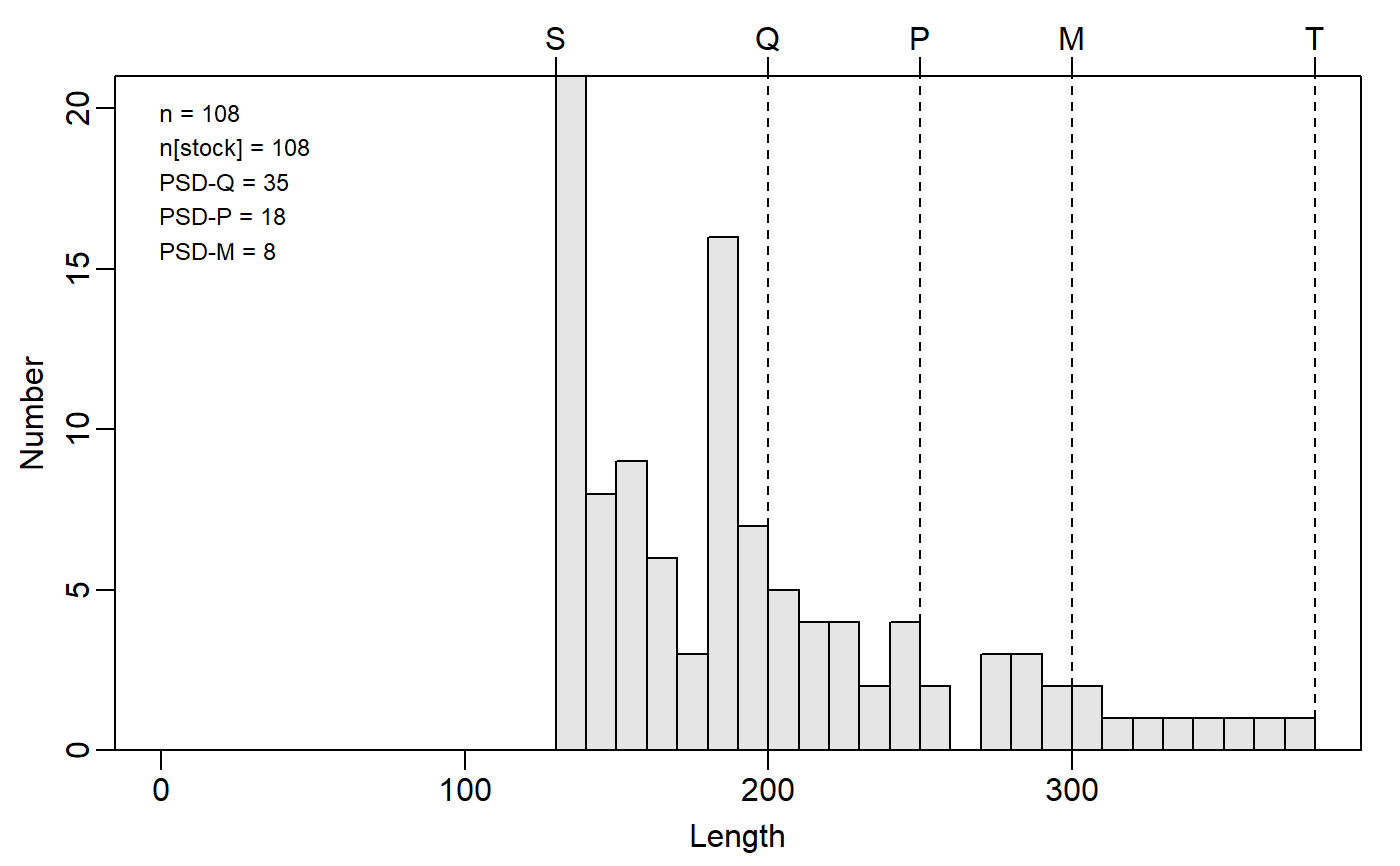 S Q P M T
n = 108
n[stock] = 108
PSD-Q = 35
PSD-P = 18
PSD-M = 8
20
15
10
5
0
Number
0 100 200 300
Length